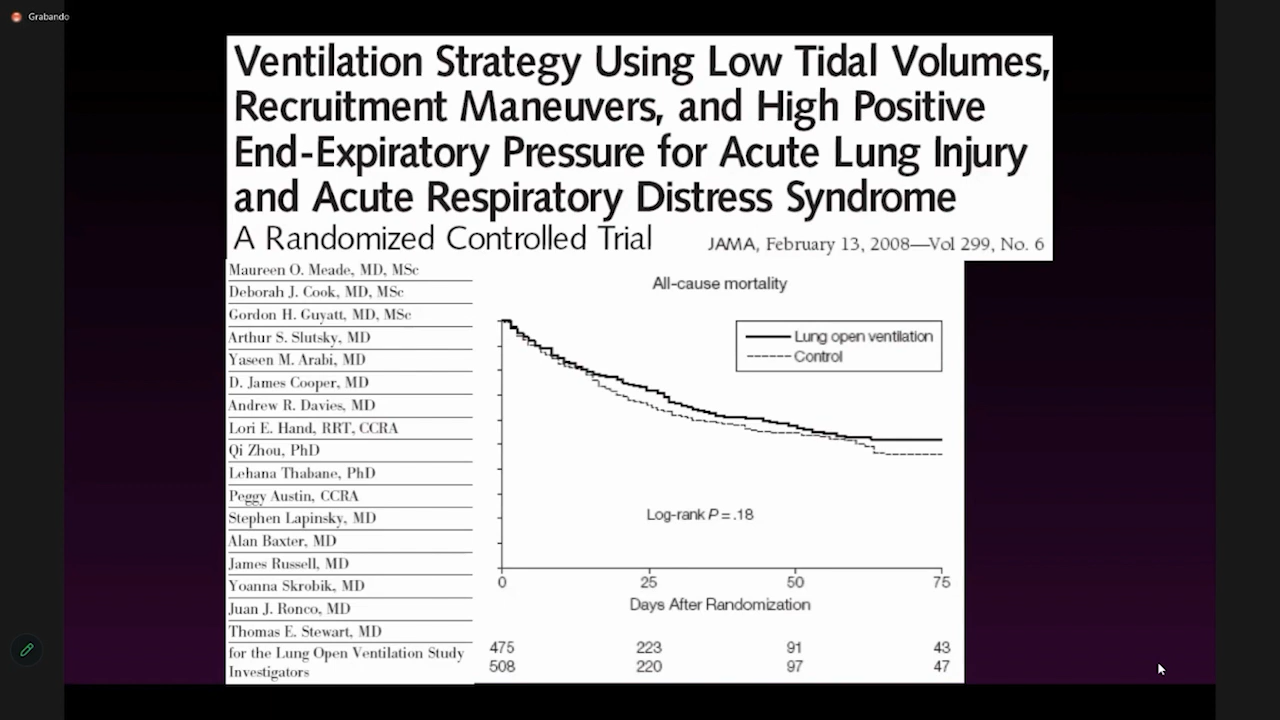 Grabando
Ventilation Strategy Using Low Tidal Volumes,
Recruitment Maneuvers, and High Positive
End-Expiratory Pressure for Acute Lung Injury
and Acute Respiratory Distress Syndrome
A Randomized Controlled Trial
JAMA, February 13, 2008—Vol 299, No. 6
Maureen O. Meade, MD, MSc
Deborah J. Cook, MD, MSc
Gordon H. Guyatt, MD, MSc
Arthur S. Slutsky, MD
Yaseen M. Arabi, MD
D. James Cooper, MD
Andrew R. Davies, MD
Lori E. Hand, RRT, CCRA
Qi Zhou, PhD
Lehana Thabane, PhD
Peggy Austin, CCRA
Stephen Lapinsky, MD
Alan Baxter, MD
James Russell, MD
Yoanna Skrobik, MD
Juan J. Ronco, MD
Thomas E. Stewart, MD
for the Lung Open Ventilation Study
Investigators
All-cause mortality
Lung open ventilation
Control
Log-rank P = .18
0 25 50 75
Days After Randomization
475 223 91 43
508 220 97 47